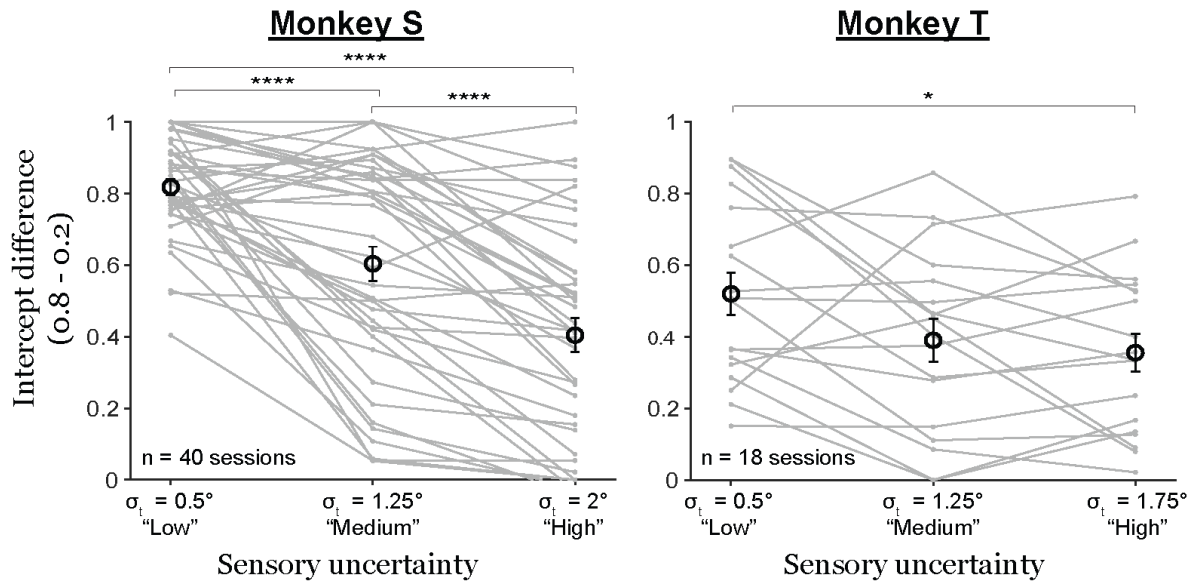 Monkey S
Monkey T
****
****
****
*
Intercept difference
(0.8 - 0.2)
1
0.8
0.6
0.4
0.2
0
n = 40 sessions
σt = 0.5°
"Low"
σt = 1.25°
"Medium"
σt = 2°
"High"
Sensory uncertainty
1
0.8
0.6
0.4
0.2
0
n = 18 sessions
σt = 0.5°
"Low"
σt = 1.25°
"Medium"
σt = 1.75°
"High"
Sensory uncertainty